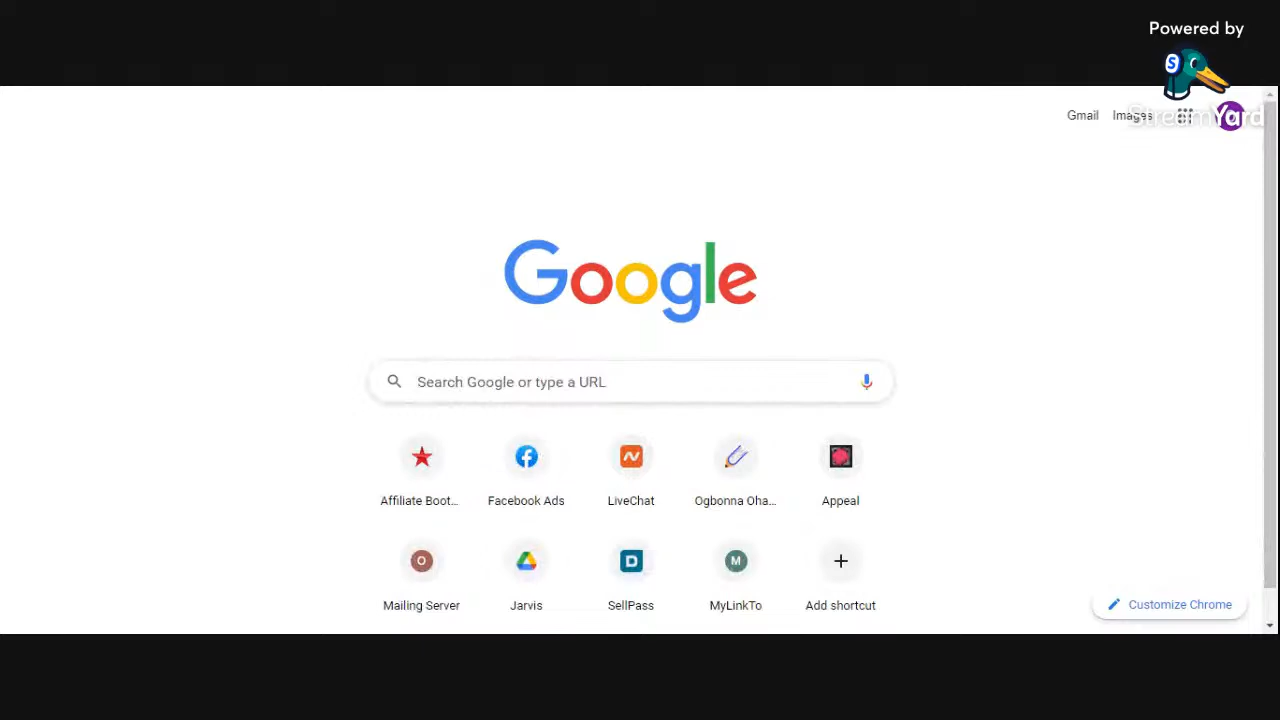 Powered by
StreamYard
Gmail Images
Google
Search Google or type a URL
Affiliate Boot... Facebook Ads LiveChat Ogbonna Oha... Appeal
O M
Mailing Server Jarvis SellPass MyLinkTo Add shortcut
Customize Chrome